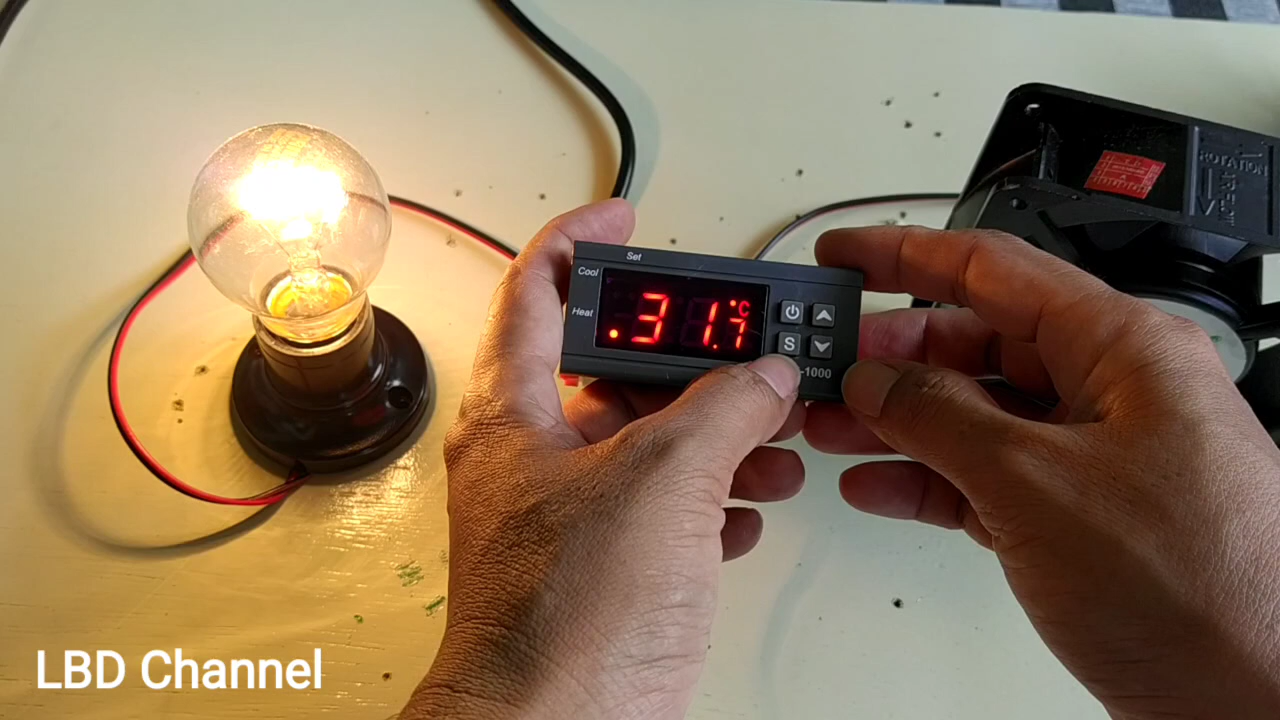 Set
Cool
Heat
31.7 °C
S
-1000
ROTATION
LBD Channel